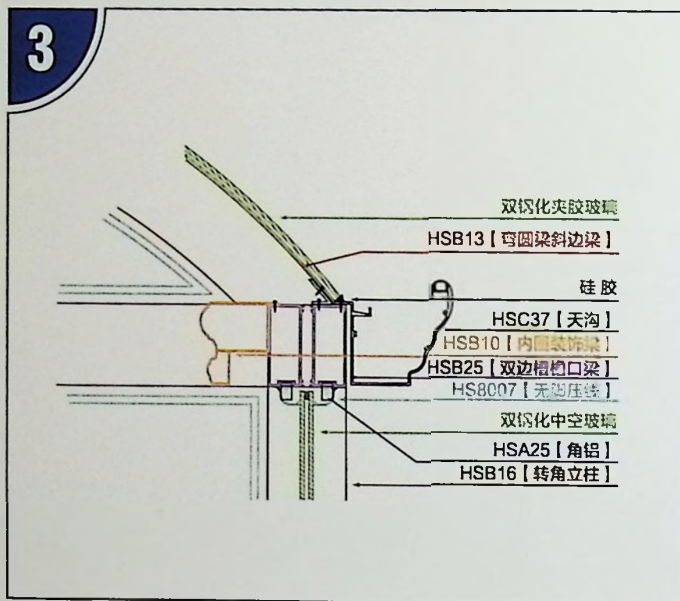 3
双钢化夹胶玻璃
HSB13【弯圆梁斜边梁】
硅胶
HSC37【天沟】
HSB10【内圈装饰梁】
HSB25【双边槽檐口梁】
HS8007【无沟压线】
双钢化中空玻璃
HSA25【角铝】
HSB16【转角立柱】